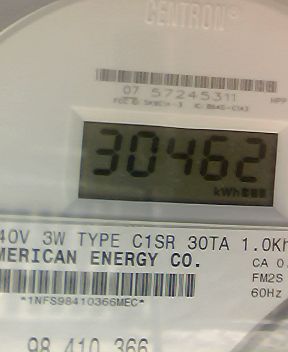 CENTRON®
07 57245311
30462
kWh
40V 3W TYPE C1SR 30TA 1.0Kh
MERICAN ENERGY CO.
CA 0.
FM2S
60Hz
*1NFS98410366MEC*
98 410 366